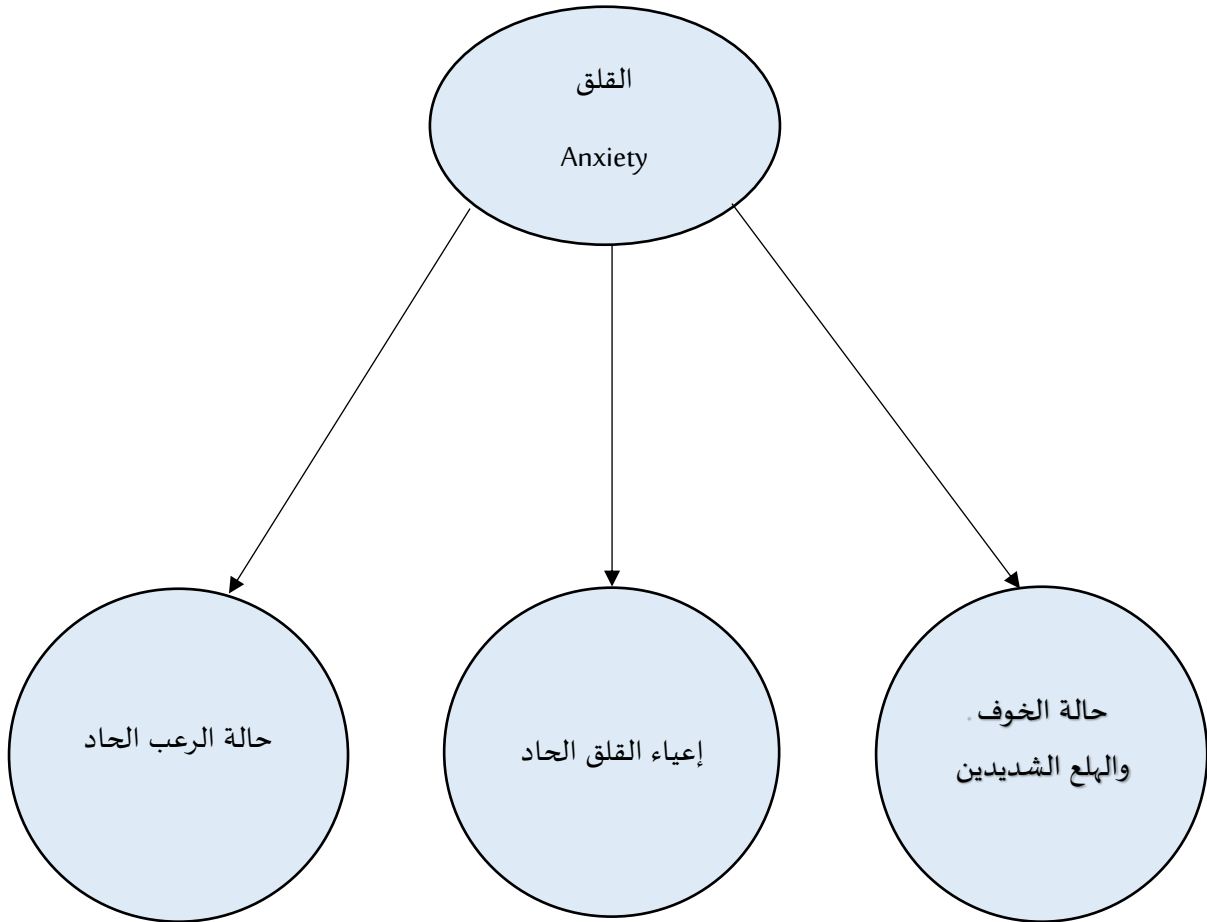 القلق
Anxiety
حالة الخوف
والهلع الشديدين
إعياء القلق الحاد
حالة الرعب الحاد